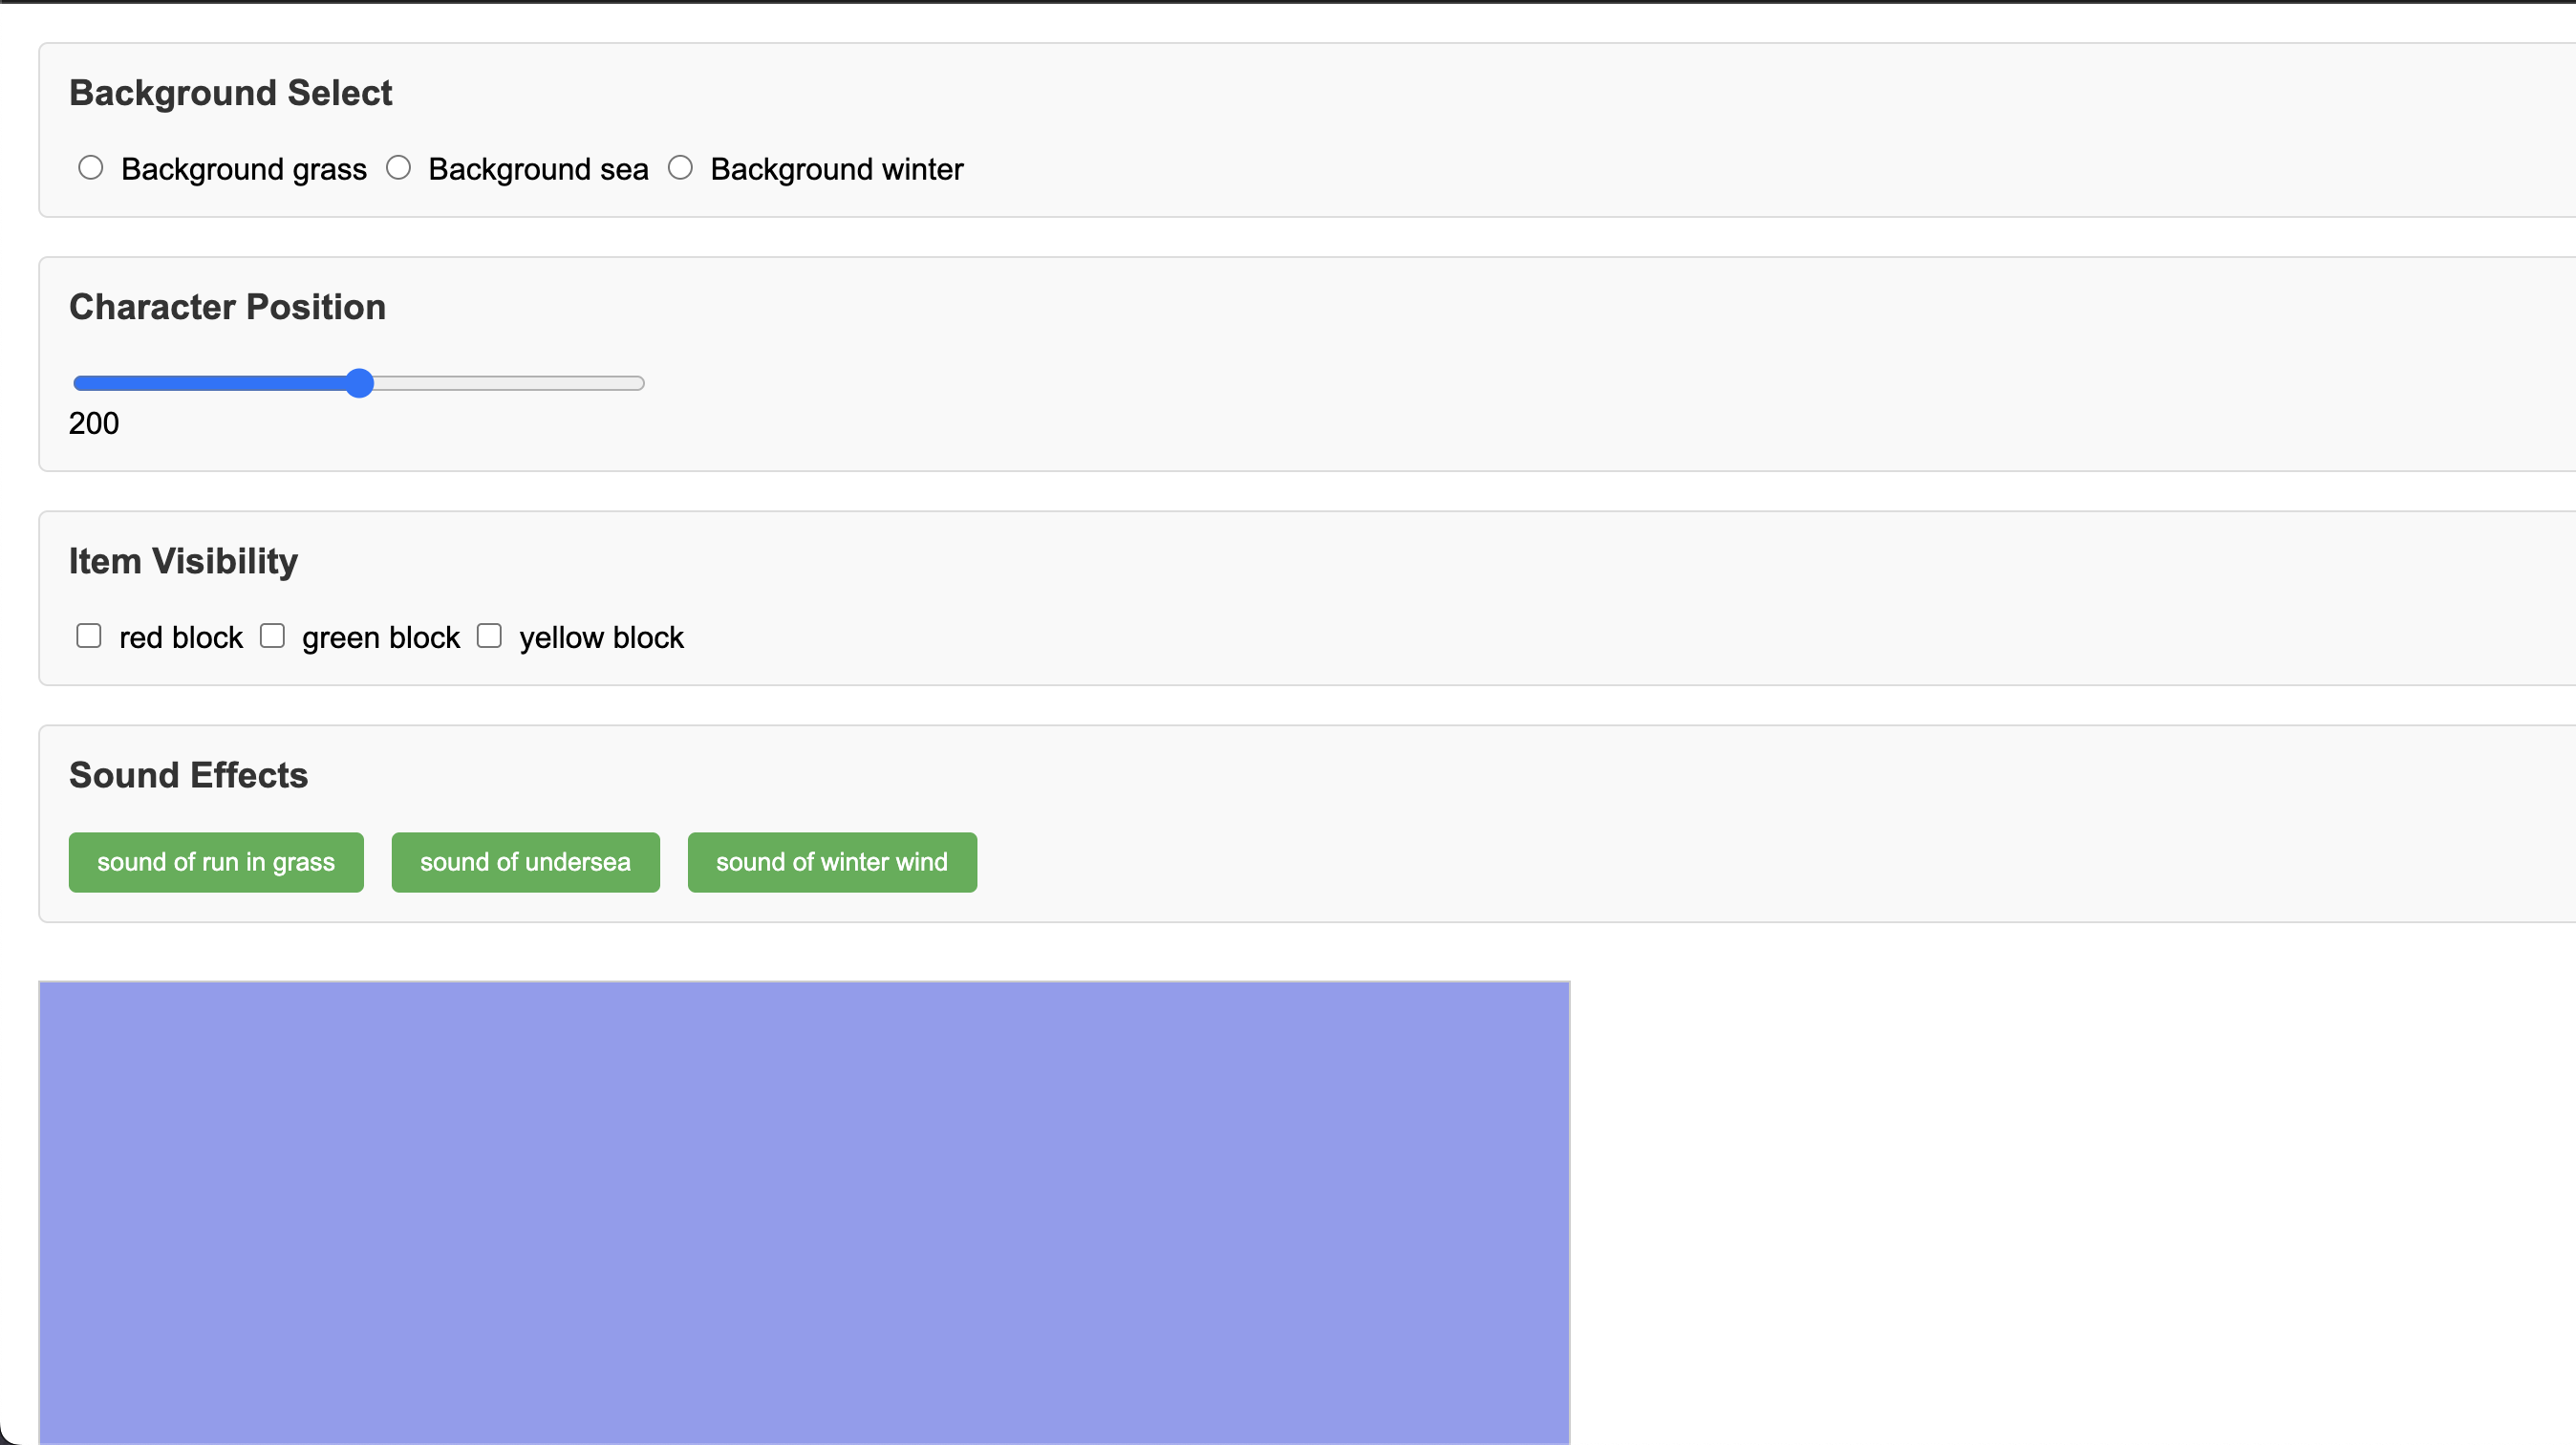 Background Select
Background grass Background sea Background winter
Character Position
200
Item Visibility
red block green block yellow block
Sound Effects
sound of run in grass sound of undersea sound of winter wind